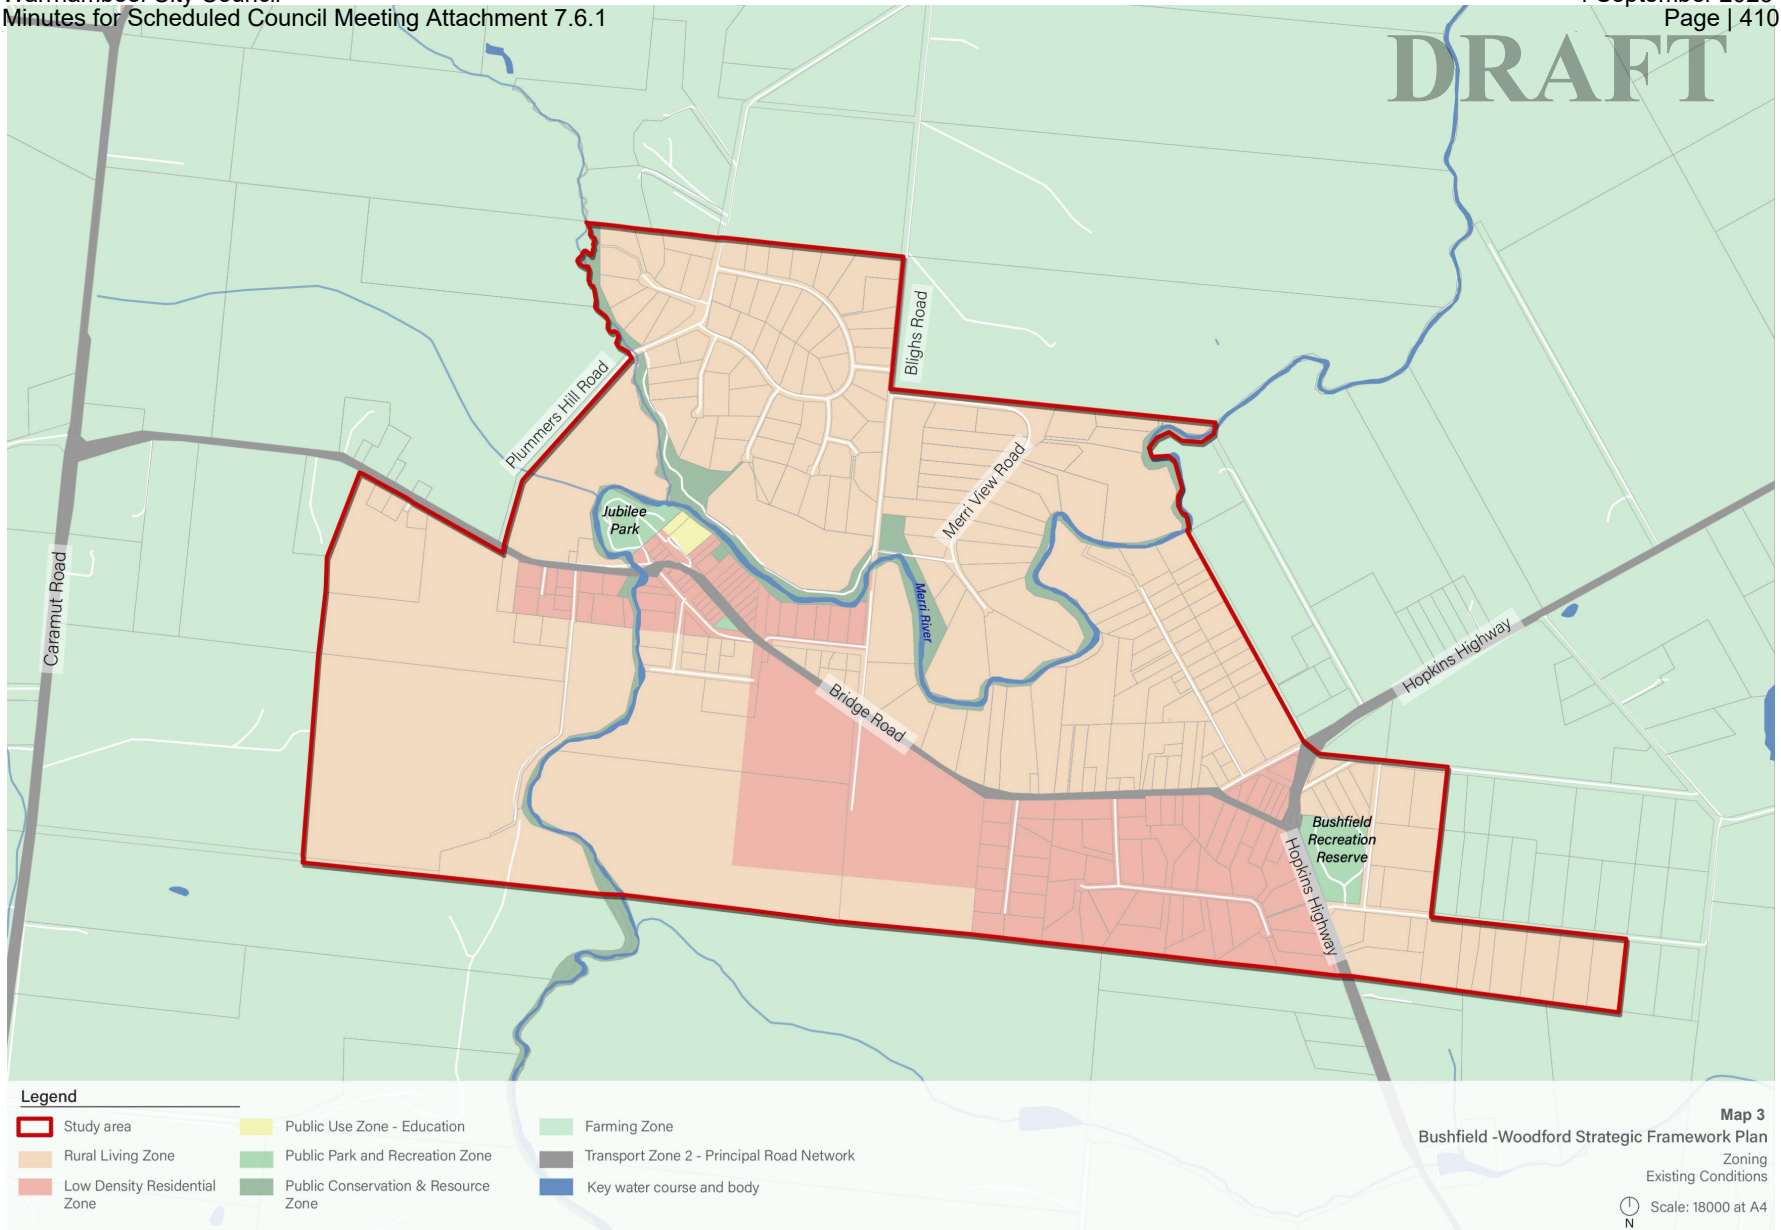 Warrnambool City Council
Minutes for Scheduled Council Meeting Attachment 7.6.1
Page | 410
DRAFT
Blighs Road
Plummers Hill Road
Merri View Road
Jubilee
Park
Caramut Road
Merri River
Hopkins Highway
Bridge Road
Bushfield
Recreation
Reserve
Hopkins Highway
Legend
Study area
Rural Living Zone
Low Density Residential
Zone
Public Use Zone - Education
Public Park and Recreation Zone
Public Conservation & Resource
Zone
Farming Zone
Transport Zone 2 - Principal Road Network
Key water course and body
Map 3
Bushfield -Woodford Strategic Framework Plan
Zoning
Existing Conditions
Scale: 18000 at A4
N